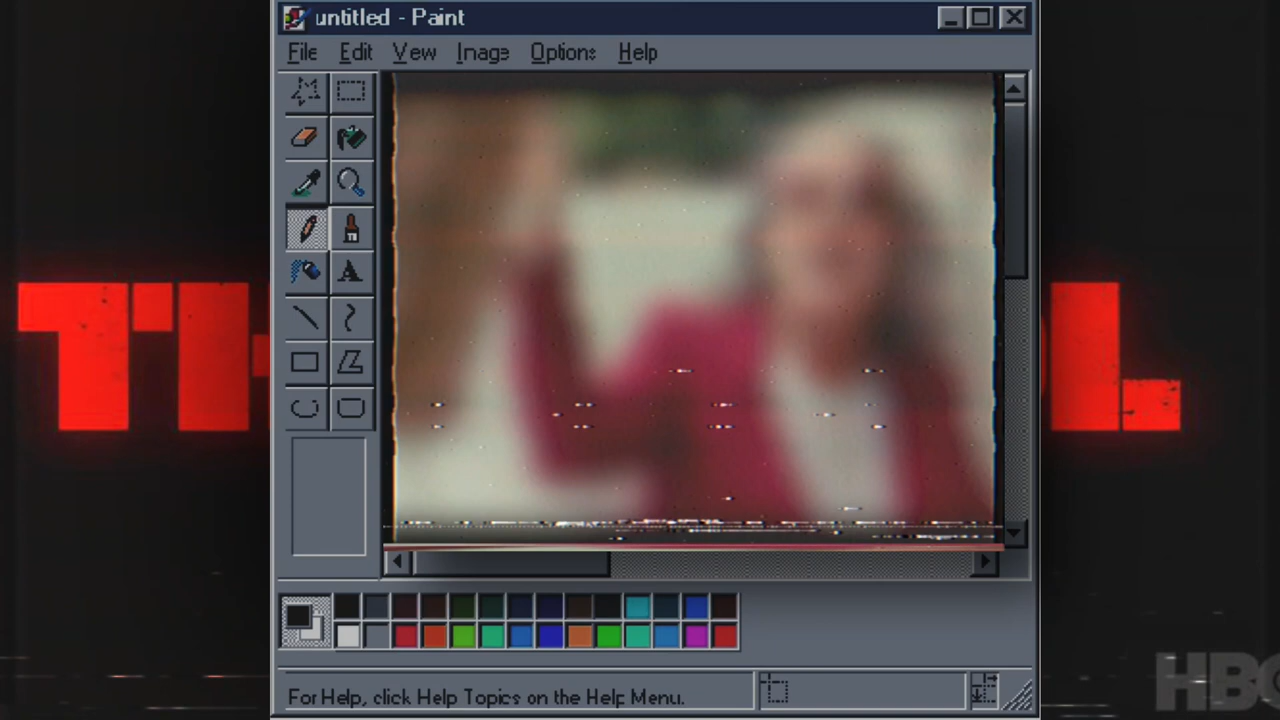 untitled - Paint
File Edit View Image Options Help
For Help, click Help Topics on the Help Menu.
HBO